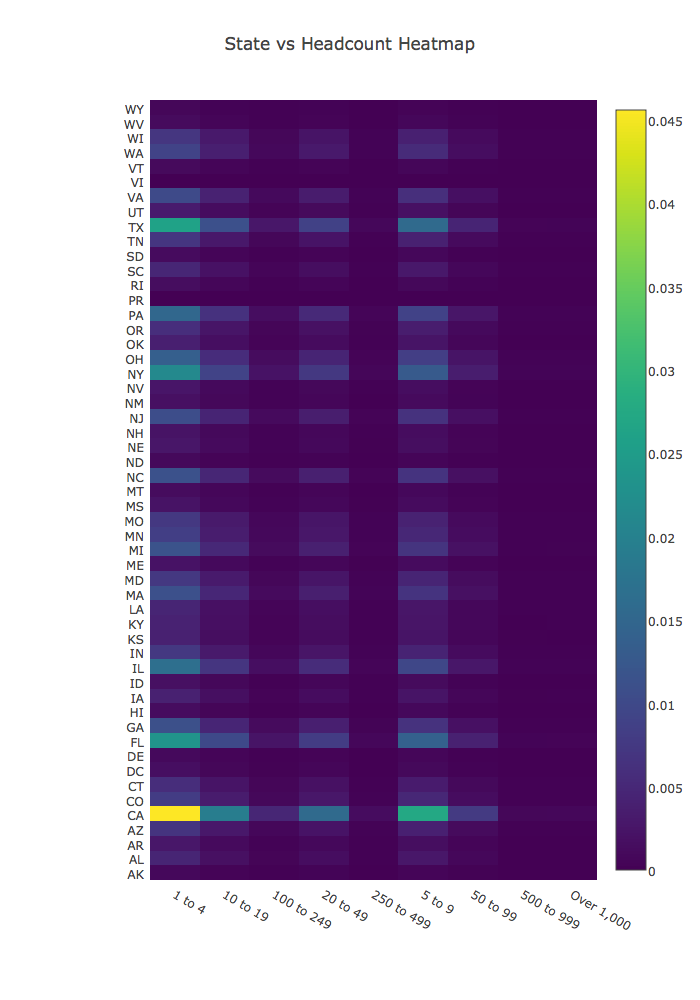 State vs Headcount Heatmap
WY
WV
WI
WA
VT
VI
VA
UT
TX
TN
SD
SC
RI
PR
PA
OR
OK
OH
NY
NV
NM
NJ
NH
NE
ND
NC
MT
MS
MO
MN
MI
ME
MD
MA
LA
KY
KS
IN
IL
ID
IA
HI
GA
FL
DE
DC
CT
CO
CA
AZ
AR
AL
AK
1 to 4
10 to 19
100 to 249
20 to 49
250 to 499
5 to 9
50 to 99
500 to 999
Over 1,000
0.045
0.04
0.035
0.03
0.025
0.02
0.015
0.01
0.005
0